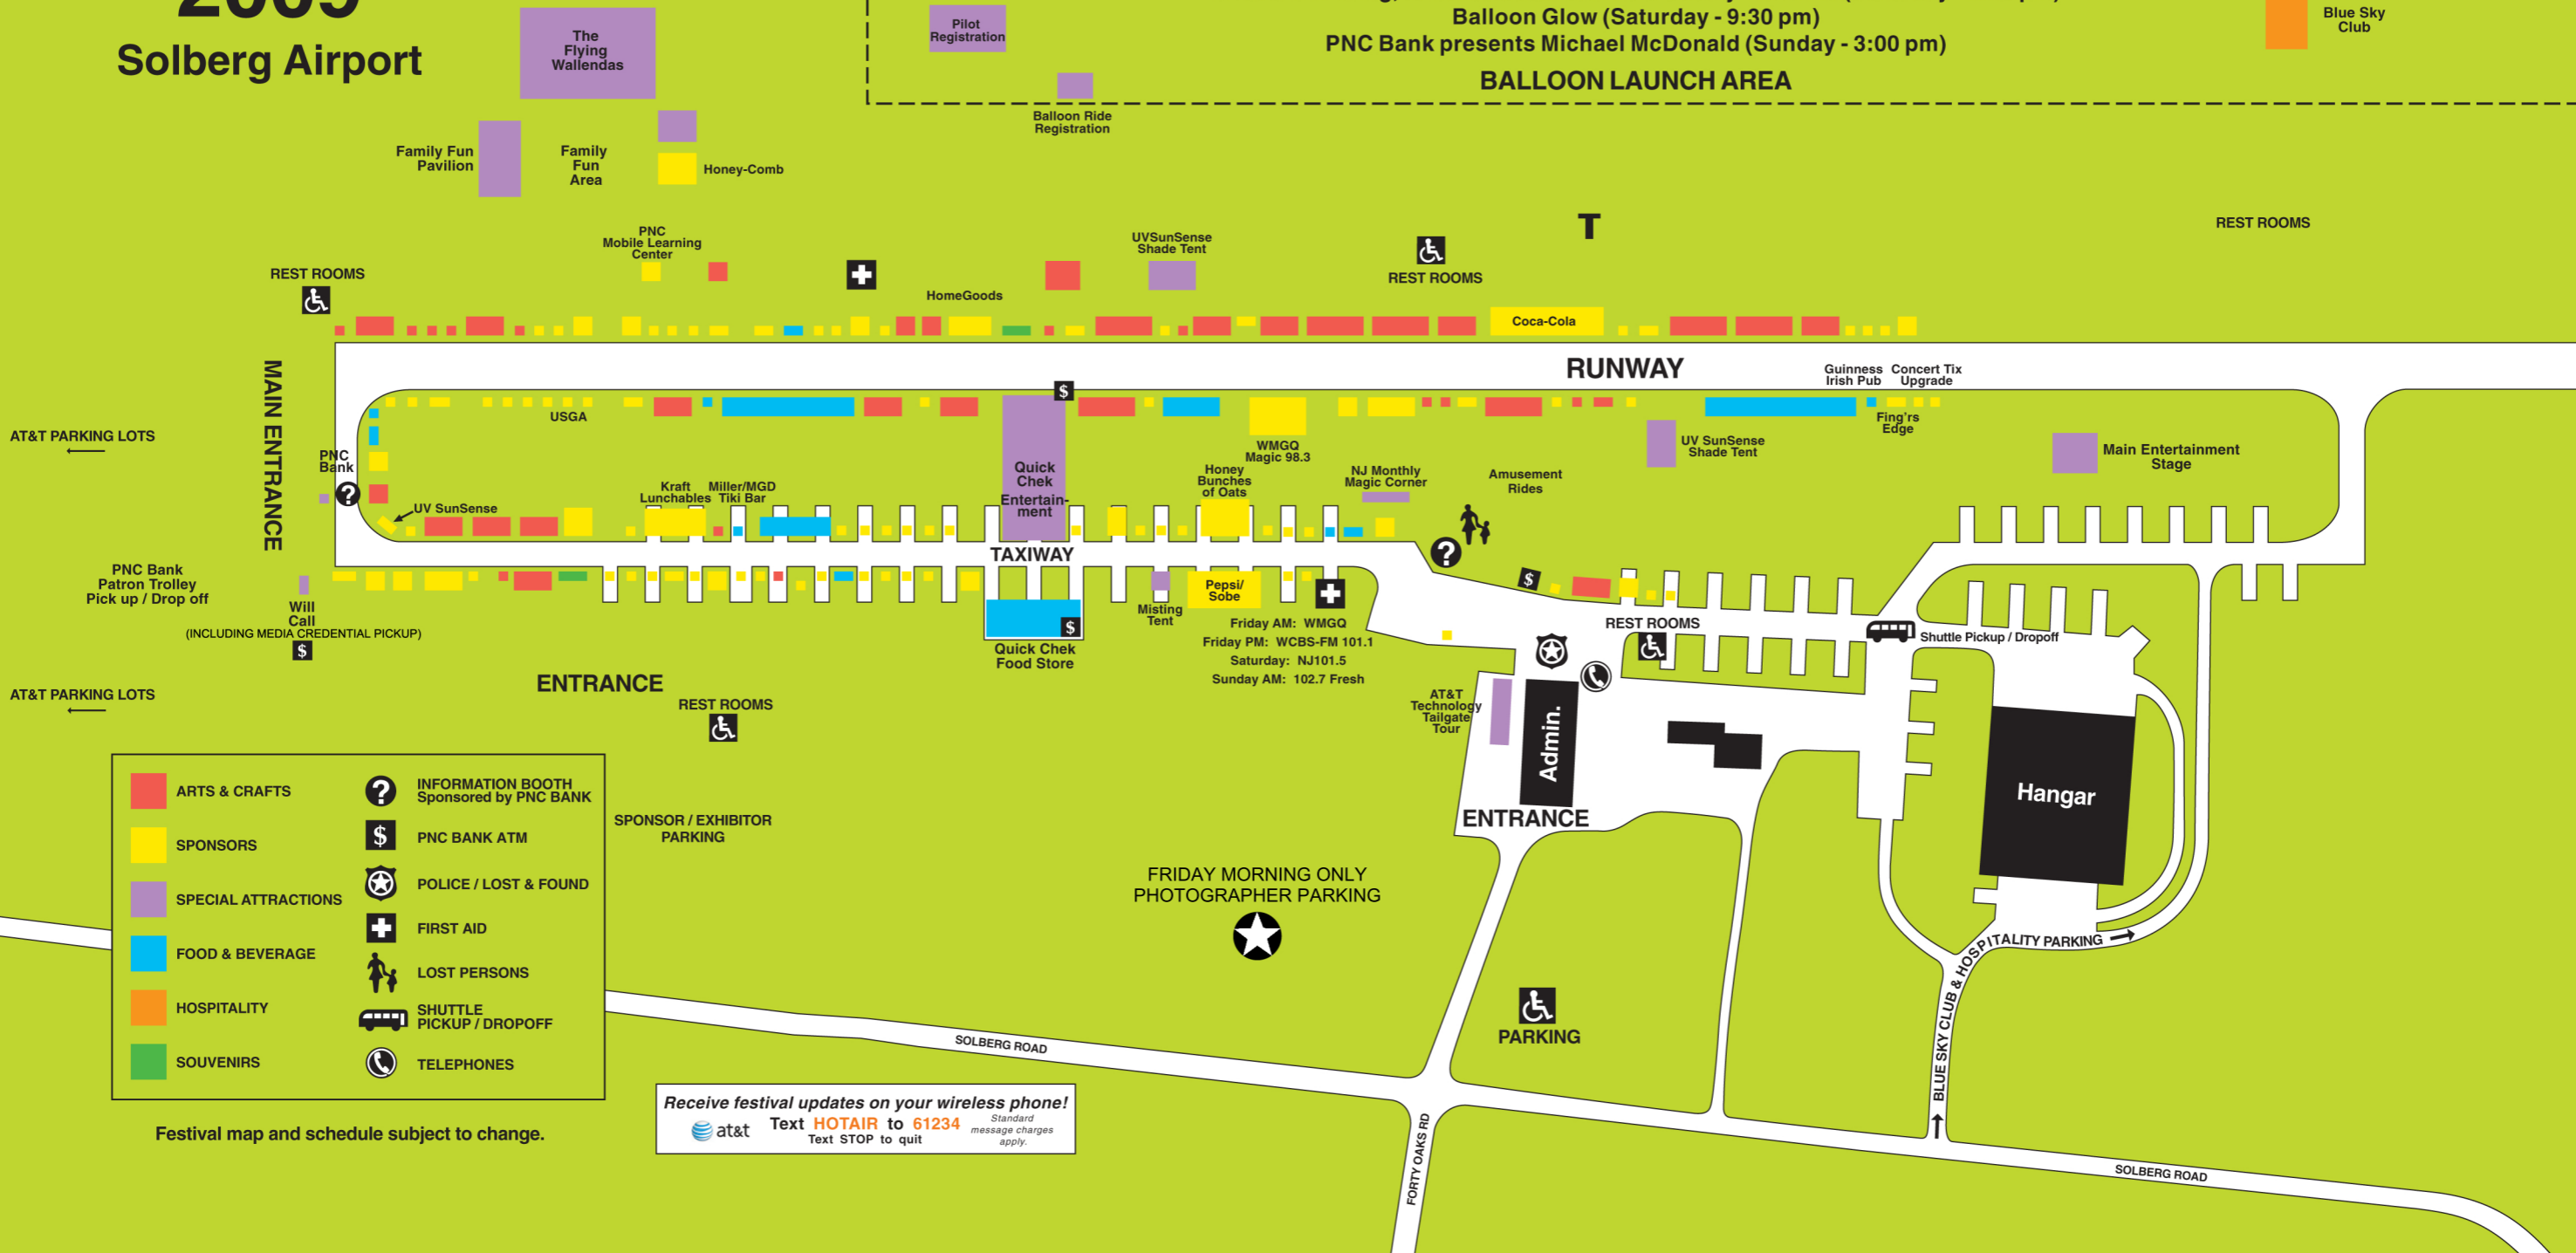 2009
Solberg Airport
The
Flying
Wallendas
Pilot
Registration
Balloon Glow (Saturday - 9:30 pm)
PNC Bank presents Michael McDonald (Sunday - 3:00 pm)
BALLOON LAUNCH AREA
Blue Sky
Club
Balloon Ride
Registration
Family Fun
Pavilion
Family
Fun
Area
Honey-Comb
PNC
Mobile Learning
Center
UVSunSense
Shade Tent
T
REST ROOMS
REST ROOMS
REST ROOMS
HomeGoods
Coca-Cola
MAIN ENTRANCE
RUNWAY
Guinness
Irish Pub
Concert Tix
Upgrade
$
USGA
Fing'rs
Edge
AT&T PARKING LOTS
PNC
Bank
?
UV SunSense
Kraft
Lunchables
Miller/MGD
Tiki Bar
Quick
Chek
Entertain-
ment
WMGQ
Magic 98.3
Honey
Bunches
of Oats
NJ Monthly
Magic Corner
Amusement
Rides
UV SunSense
Shade Tent
Main Entertainment
Stage
TAXIWAY
?
PNC Bank
Patron Trolley
Pick up / Drop off
Will
Call
(INCLUDING MEDIA CREDENTIAL PICKUP)
$
$
Quick Chek
Food Store
Misting
Tent
Pepsi/
Sobe
Friday AM: WMGQ
Friday PM: WCBS-FM 101.1
Saturday: NJ101.5
Sunday AM: 102.7 Fresh
$
REST ROOMS
Shuttle Pickup / Dropoff
AT&T PARKING LOTS
ENTRANCE
REST ROOMS
AT&T
Technology
Tailgate
Tour
Admin.
Hangar
ENTRANCE
SPONSOR / EXHIBITOR
PARKING
FRIDAY MORNING ONLY
PHOTOGRAPHER PARKING
PARKING
ARTS & CRAFTS
SPONSORS
SPECIAL ATTRACTIONS
FOOD & BEVERAGE
HOSPITALITY
SOUVENIRS
?
INFORMATION BOOTH
Sponsored by PNC BANK
$
PNC BANK ATM
POLICE / LOST & FOUND
FIRST AID
LOST PERSONS
SHUTTLE
PICKUP / DROPOFF
TELEPHONES
Festival map and schedule subject to change.
SOLBERG ROAD
Receive festival updates on your wireless phone!
at&t
Text HOTAIR to 61234
Text STOP to quit
Standard
message charges
apply.
FORTY OAKS RD
BLUE SKY CLUB & HOSPITALITY PARKING
SOLBERG ROAD